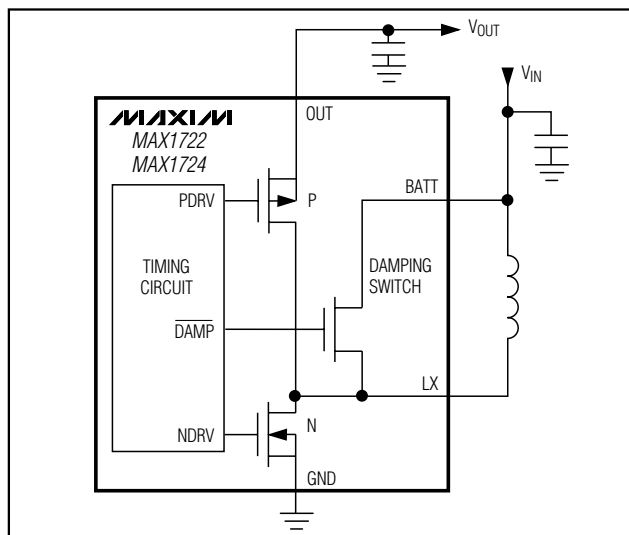 VOUT
VIN
OUT
MAXIM
MAX1722
MAX1724
BATT
PDRV
P
TIMING
CIRCUIT
DAMPING
SWITCH
DAMP
LX
NDRV
N
GND